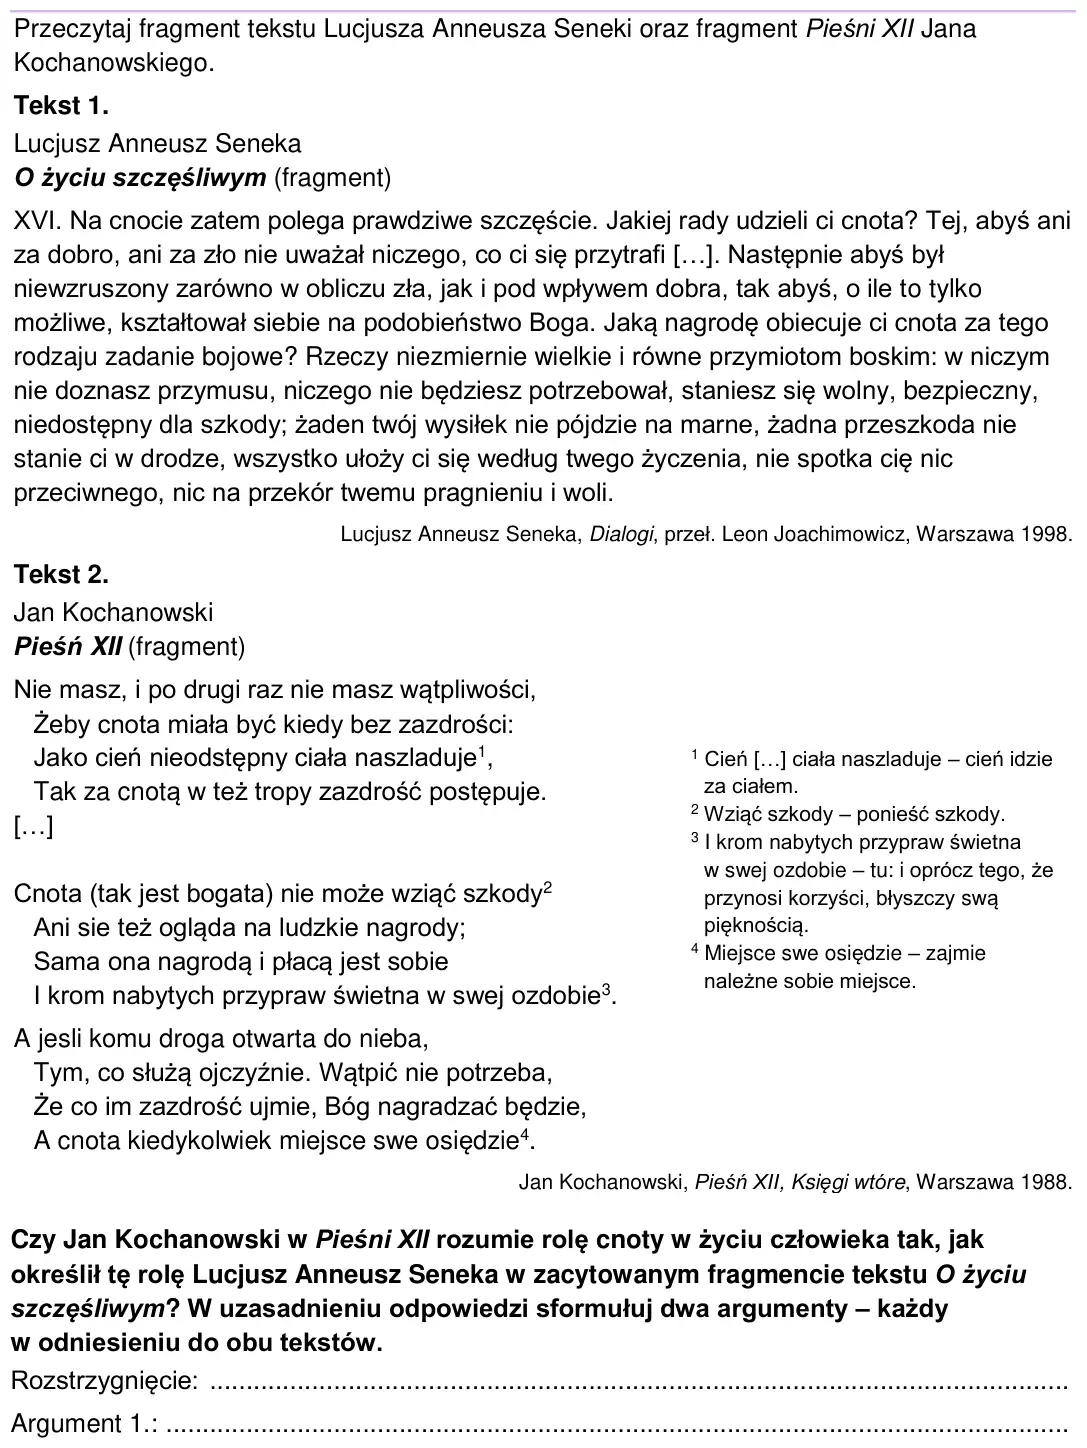 Przeczytaj fragment tekstu Lucjusza Anneusza Seneki oraz fragment Pieśni XII Jana
Kochanowskiego.
Tekst 1.
Lucjusz Anneusz Seneka
O życiu szczęśliwym (fragment)
XVI. Na cnocie zatem polega prawdziwe szczęście. Jakiej rady udzieli ci cnota? Tej, abyś ani
za dobro, ani za zło nie uważał niczego, co ci się przytrafi […]. Następnie abyś był
niewzruszony zarówno w obliczu zła, jak i pod wpływem dobra, tak abyś, o ile to tylko
możliwe, kształtował siebie na podobieństwo Boga. Jaką nagrodę obiecuje ci cnota za tego
rodzaju zadanie bojowe? Rzeczy niezmiernie wielkie i równe przymiotom boskim: w niczym
nie doznasz przymusu, niczego nie będziesz potrzebował, staniesz się wolny, bezpieczny,
niedostępny dla szkody; żaden twój wysiłek nie pójdzie na marne, żadna przeszkoda nie
stanie ci w drodze, wszystko ułoży ci się według twego życzenia, nie spotka cię nic
przeciwnego, nic na przekór twemu pragnieniu i woli.
Lucjusz Anneusz Seneka, Dialogi, przeł. Leon Joachimowicz, Warszawa 1998.
Tekst 2.
Jan Kochanowski
Pieśń XII (fragment)
Nie masz, i po drugi raz nie masz wątpliwości,
Żeby cnota miała być kiedy bez zazdrości:
Jako cień nieodstępny ciała naszladuje¹,
Tak za cnotą w też tropy zazdrość postępuje.
[…]
Cnota (tak jest bogata) nie może wziąć szkody²
Ani sie też ogląda na ludzkie nagrody;
Sama ona nagrodą i płacą jest sobie
I krom nabytych przypraw świetna w swej ozdobie³.
A jesli komu droga otwarta do nieba,
Tym, co służą ojczyźnie. Wątpić nie potrzeba,
Że co im zazdrość ujmie, Bóg nagradzać będzie,
A cnota kiedykolwiek miejsce swe osiędzie⁴.
¹ Cień […] ciała naszladuje – cień idzie
za ciałem.
² Wziąć szkody – ponieść szkody.
³ I krom nabytych przypraw świetna
w swej ozdobie – tu: i oprócz tego, że
przynosi korzyści, błyszczy swą
pięknością.
⁴ Miejsce swe osiędzie – zajmie
należne sobie miejsce.
Jan Kochanowski, Pieśń XII, Księgi wtóre, Warszawa 1988.
Czy Jan Kochanowski w Pieśni XII rozumie rolę cnoty w życiu człowieka tak, jak
określił tę rolę Lucjusz Anneusz Seneka w zacytowanym fragmencie tekstu O życiu
szczęśliwym? W uzasadnieniu odpowiedzi sformułuj dwa argumenty – każdy
w odniesieniu do obu tekstów.
Rozstrzygnięcie: ..........................................................................................
Argument 1.: ..........................................................................................